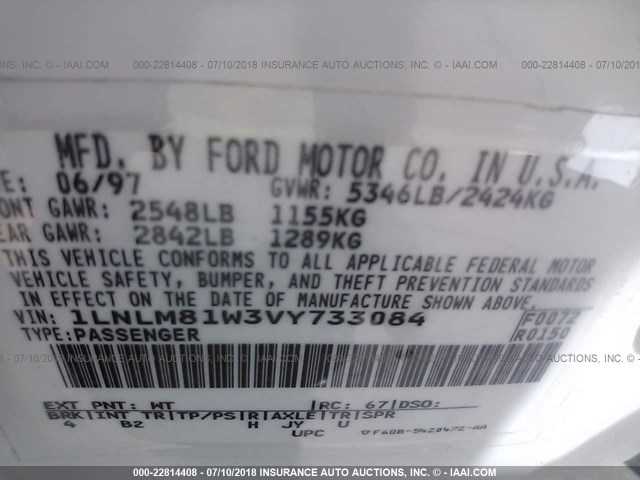 AUCTIONS, INC. - IAAI.COM 000-22814408 - 07/10/2018 INSURANCE AUTO AUCTIONS, INC. - IAAI.COM 000-22814408 - 07/10/2018 INSURANCE
MFD. BY FORD MOTOR CO. IN U.S.A.
E: 06/97 GVWR: 5346LB/2424KG
ONT GAWR: 2548LB 1155KG
EAR GAWR: 2842LB 1289KG
THIS VEHICLE CONFORMS TO ALL APPLICABLE FEDERAL MOTOR
VEHICLE SAFETY, BUMPER, AND THEFT PREVENTION STANDARDS
IN EFFECT ON THE DATE OF MANUFACTURE SHOWN ABOVE.
VIN: 1LNLM81W3VY733084 F0072
TYPE: PASSENGER R0150
EXT PNT: WT RC: 67 DSO:
BRK INT TR TP/PS R AXLE TR SPR
4 B2 H JY U
UPC